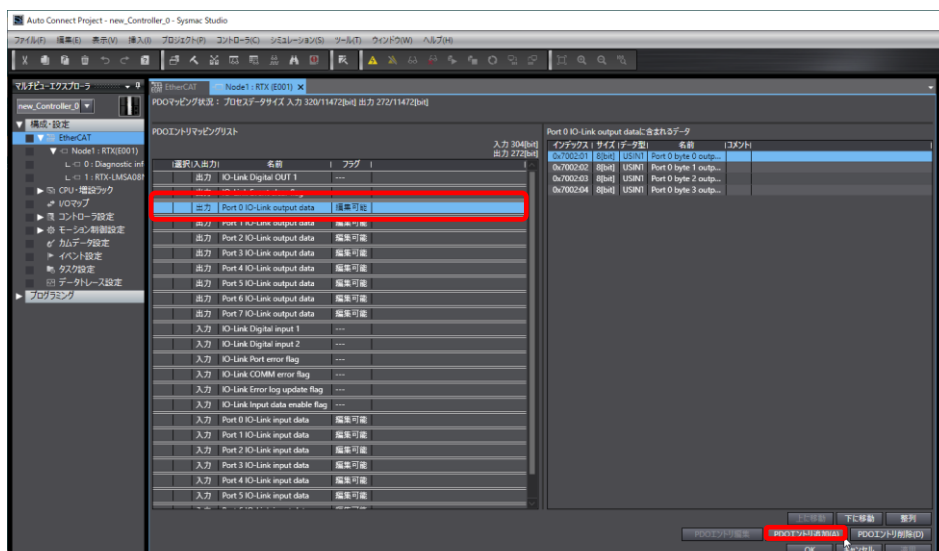 Auto Connect Project - new_Controller_0 - Sysmac Studio
ファイル(F) 編集(E) 表示(V) 挿入(I) プロジェクト(P) コントローラ(C) シミュレーション(S) ツール(T) ウィンドウ(W) ヘルプ(H)
マルチビューエクスプローラ
new_Controller_0
構成・設定
EtherCAT
Node1 : RTX(E001)
0 : Diagnostic inf
1 : RTX-LMSA08
CPU・増設ラック
I/Oマップ
コントローラ設定
モーション制御設定
カムデータ設定
イベント設定
タスク設定
データトレース設定
プログラミング
EtherCAT Node1 : RTX (E001)
PDOマッピング状況 : プロセスデータサイズ 入力 320/11472[bit] 出力 272/11472[bit]
PDOエントリマッピングリスト
入力 304[bit]
出力 272[bit]
選択 入出力 名前 フラグ
出力 IO-Link Digital OUT 1 ---
出力 Port 0 IO-Link output data 編集可能
出力 Port 1 IO-Link output data 編集可能
出力 Port 2 IO-Link output data 編集可能
出力 Port 3 IO-Link output data 編集可能
出力 Port 4 IO-Link output data 編集可能
出力 Port 5 IO-Link output data 編集可能
出力 Port 6 IO-Link output data 編集可能
出力 Port 7 IO-Link output data 編集可能
入力 IO-Link Digital input 1 ---
入力 IO-Link Digital input 2 ---
入力 IO-Link Port error flag ---
入力 IO-Link COMM error flag ---
入力 IO-Link Error log update flag ---
入力 IO-Link Input data enable flag ---
入力 Port 0 IO-Link input data 編集可能
入力 Port 1 IO-Link input data 編集可能
入力 Port 2 IO-Link input data 編集可能
入力 Port 3 IO-Link input data 編集可能
入力 Port 4 IO-Link input data 編集可能
入力 Port 5 IO-Link input data 編集可能
Port 0 IO-Link output dataに含まれるデータ
インデックス サイズ データ型 名前 コメント
0x7002:01 8[bit] USINT Port 0 byte 0 outp...
0x7002:02 8[bit] USINT Port 0 byte 1 outp...
0x7002:03 8[bit] USINT Port 0 byte 2 outp...
0x7002:04 8[bit] USINT Port 0 byte 3 outp...
上に移動 下に移動 整列
PDOエントリ編集 PDOエントリ追加(A) PDOエントリ削除(D)
OK キャンセル